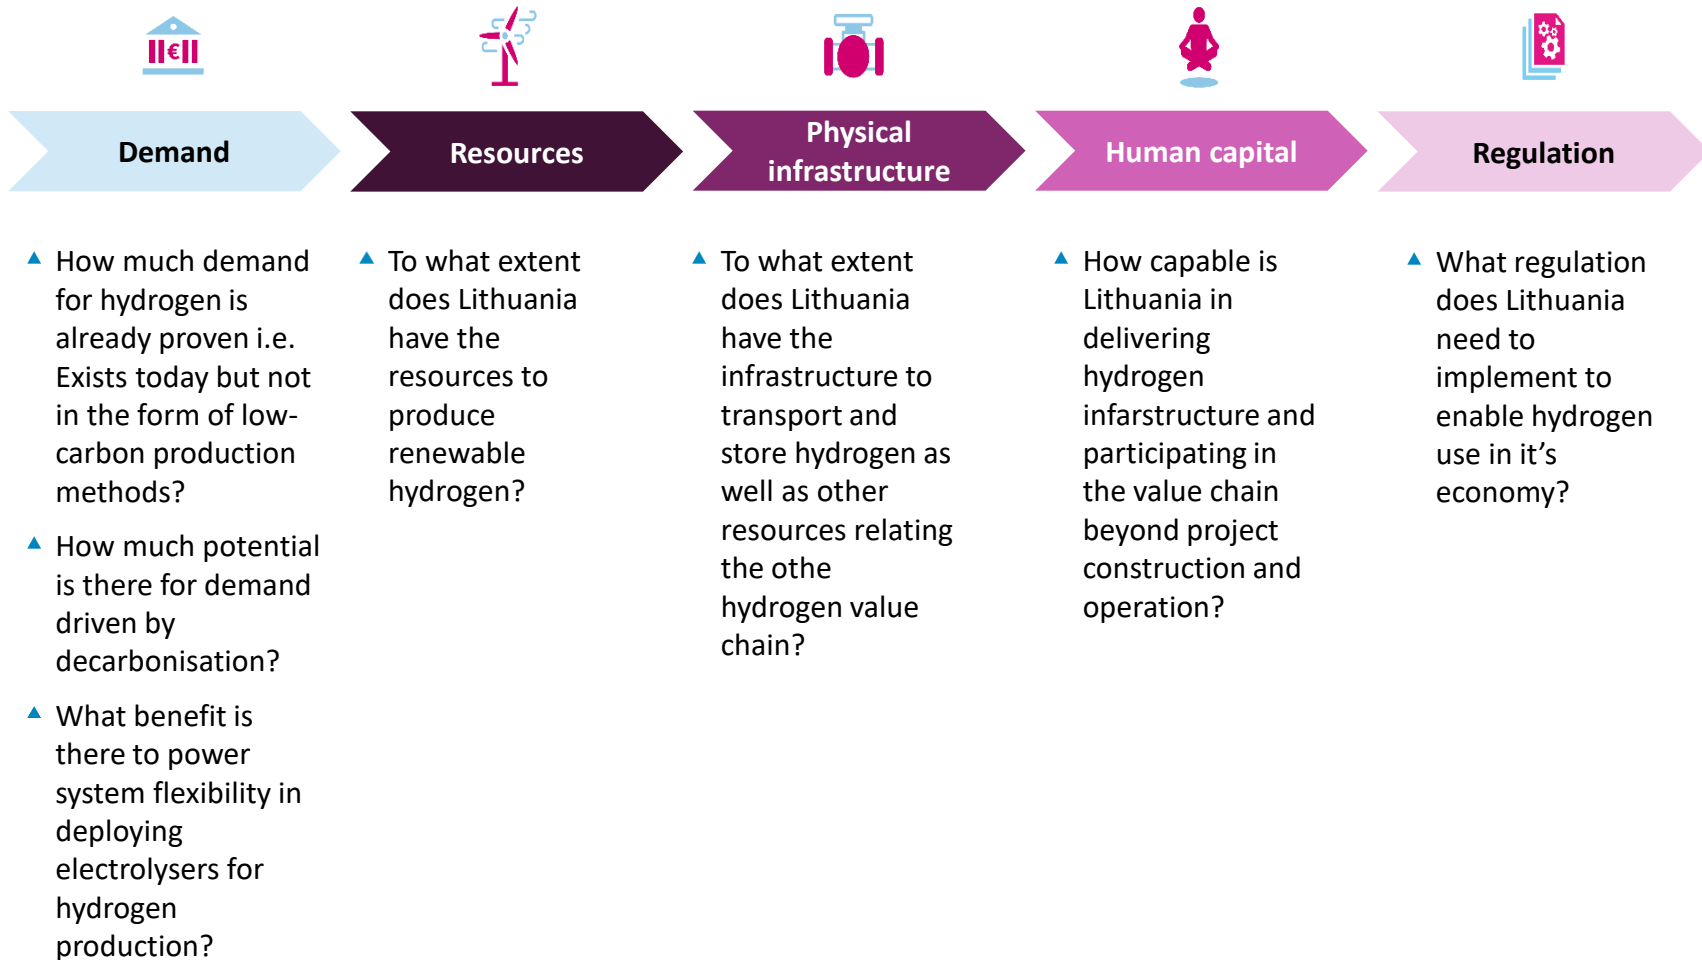 €
Demand
Resources
Physical
infrastructure
Human capital
Regulation
How much demand
for hydrogen is
already proven i.e.
Exists today but not
in the form of low-
carbon production
methods?
How much potential
is there for demand
driven by
decarbonisation?
What benefit is
there to power
system flexibility in
deploying
electrolysers for
hydrogen
production?
To what extent
does Lithuania
have the
resources to
produce
renewable
hydrogen?
To what extent
does Lithuania
have the
infrastructure to
transport and
store hydrogen as
well as other
resources relating
the othe
hydrogen value
chain?
How capable is
Lithuania in
delivering
hydrogen
infarstructure and
participating in
the value chain
beyond project
construction and
operation?
What regulation
does Lithuania
need to
implement to
enable hydrogen
use in it’s
economy?